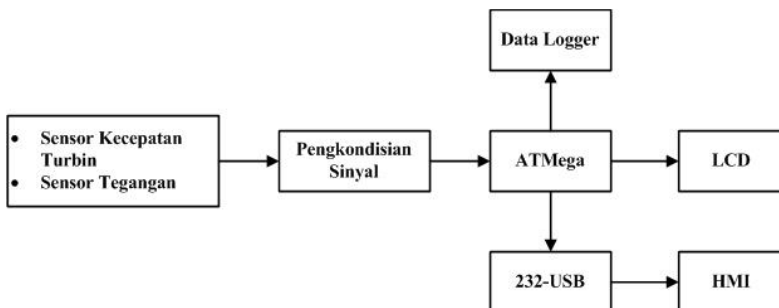 Data Logger
• Sensor Kecepatan
Turbin
• Sensor Tegangan
Pengkondisian
Sinyal
ATMega
LCD
232-USB
HMI